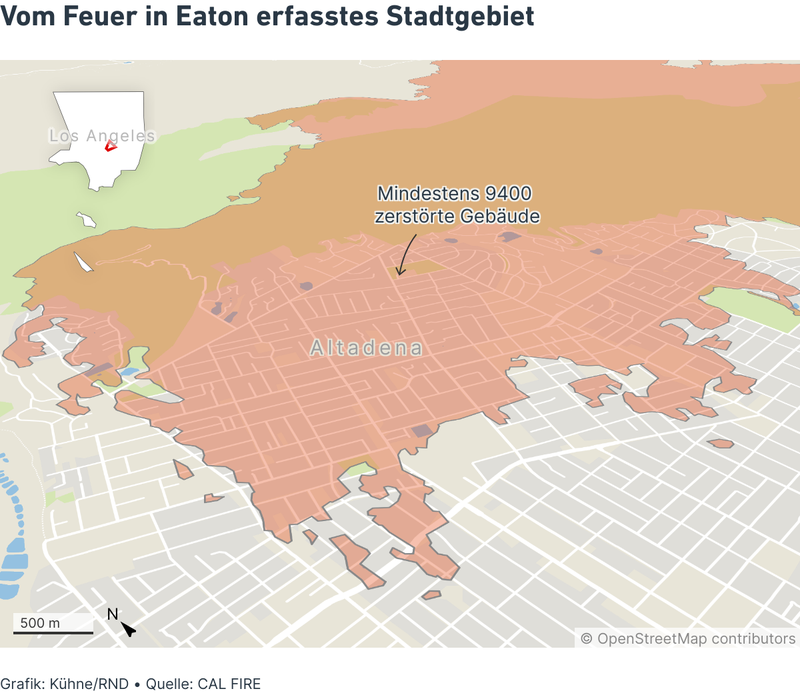 Vom Feuer in Eaton erfasstes Stadtgebiet
Los Angeles
Mindestens 9400
zerstörte Gebäude
Altadena
500 m
N
© OpenStreetMap contributors
Grafik: Kühne/RND • Quelle: CAL FIRE